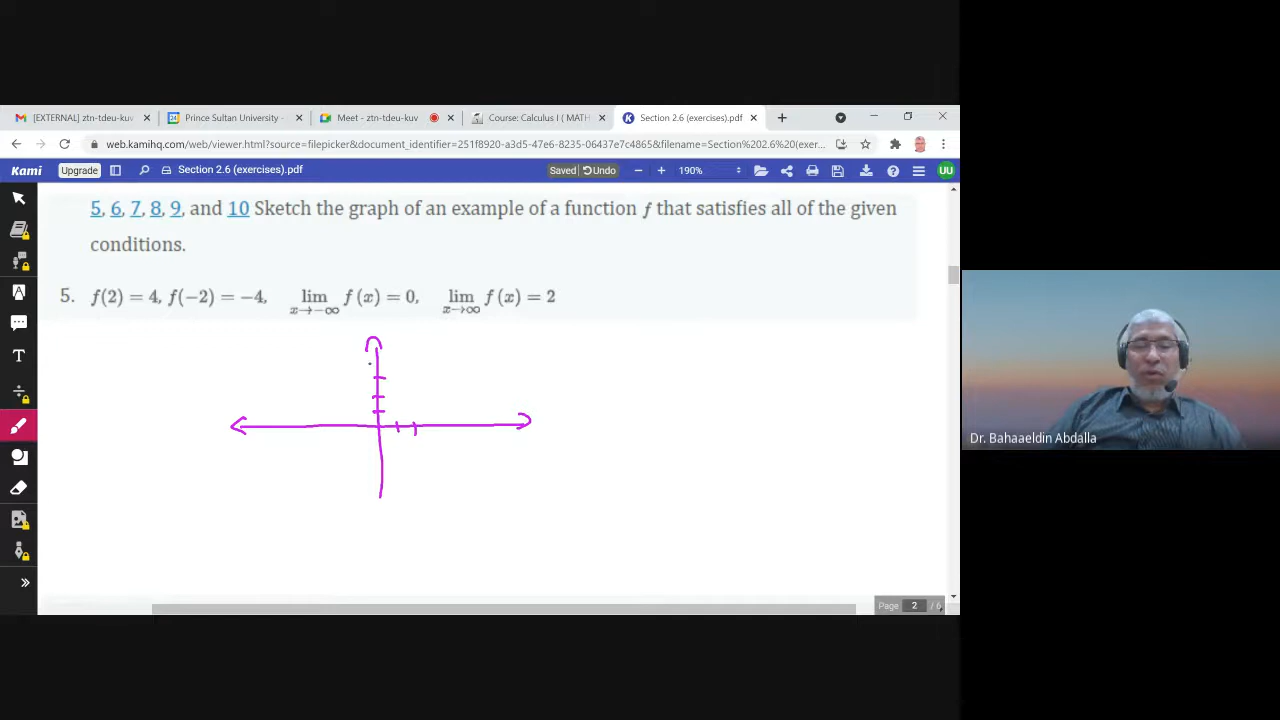 [EXTERNAL] ztn-tdeu-kuv
Prince Sultan University -
Meet - ztn-tdeu-kuv
Course: Calculus I ( MATH
Section 2.6 (exercises).pdf
web.kamihq.com/web/viewer.html?source=filepicker&document_identifier=251f8920-a3d5-47e6-8235-06437e7c4865&filename=Section%202.6%20(exer...
Kami Upgrade Section 2.6 (exercises).pdf Saved Undo 190% UU
5, 6, 7, 8, 9, and 10 Sketch the graph of an example of a function f that satisfies all of the given
conditions.
5. f(2) = 4, f(−2) = −4, lim x→−∞ f (x) = 0, lim x→∞ f (x) = 2
Dr. Bahaaeldin Abdalla
Page 2 / 6